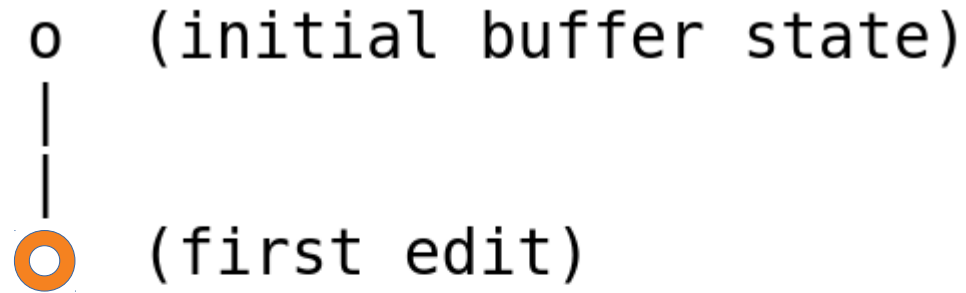 o (initial buffer state)
|
|
(first edit)